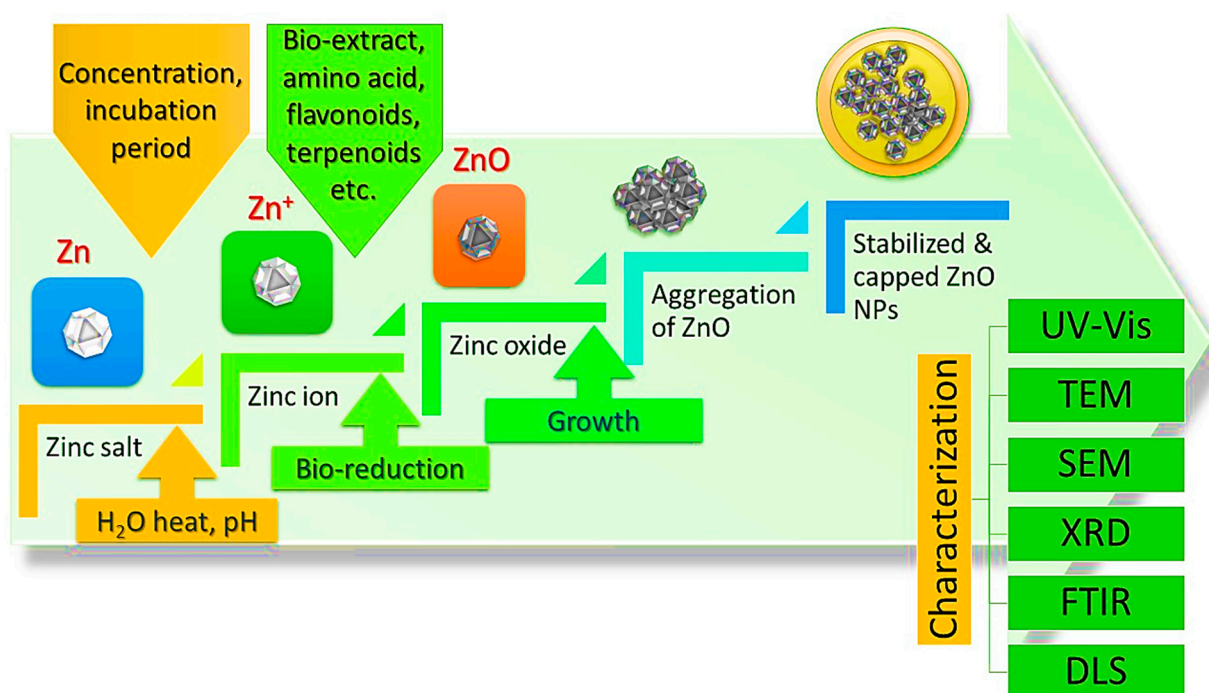 Concentration,
incubation
period
Bio-extract,
amino acid,
flavonoids,
terpenoids
etc.
Zn
Zn⁺
ZnO
Zinc salt
Zinc ion
Zinc oxide
Aggregation
of ZnO
Stabilized &
capped ZnO
NPs
H₂O heat, pH
Bio-reduction
Growth
Characterization
UV-Vis
TEM
SEM
XRD
FTIR
DLS